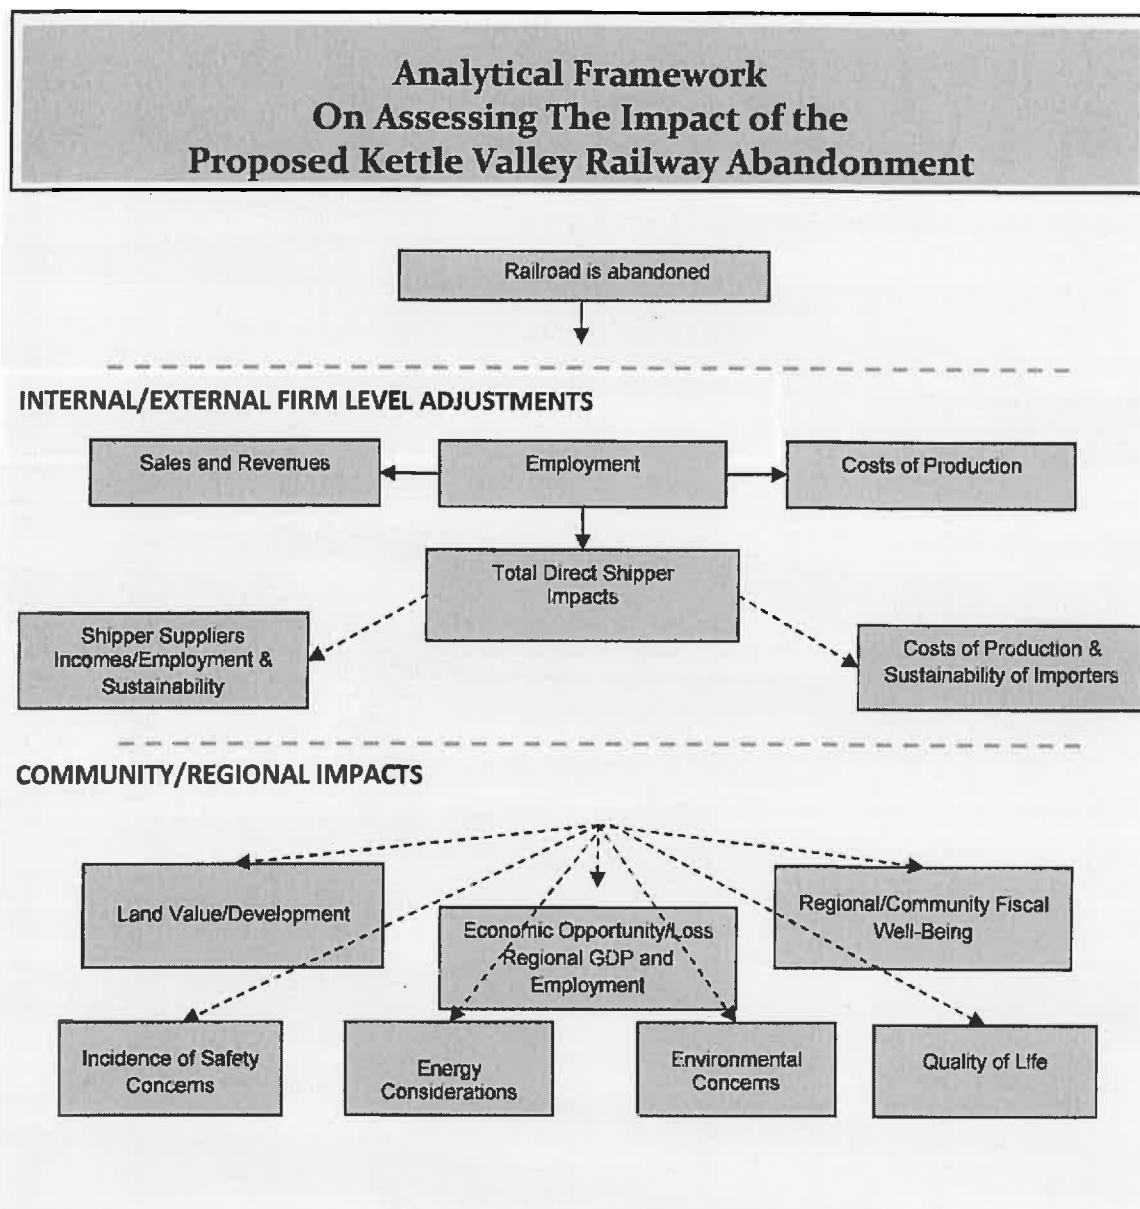 Analytical Framework
On Assessing The Impact of the
Proposed Kettle Valley Railway Abandonment
Railroad is abandoned
INTERNAL/EXTERNAL FIRM LEVEL ADJUSTMENTS
Sales and Revenues
Employment
Costs of Production
Total Direct Shipper
Impacts
Shipper Suppliers
Incomes/Employment &
Sustainability
Costs of Production &
Sustainability of Importers
COMMUNITY/REGIONAL IMPACTS
Land Value/Development
Economic Opportunity/Loss
Regional GDP and
Employment
Regional/Community Fiscal
Well-Being
Incidence of Safety
Concerns
Energy
Considerations
Environmental
Concerns
Quality of Life